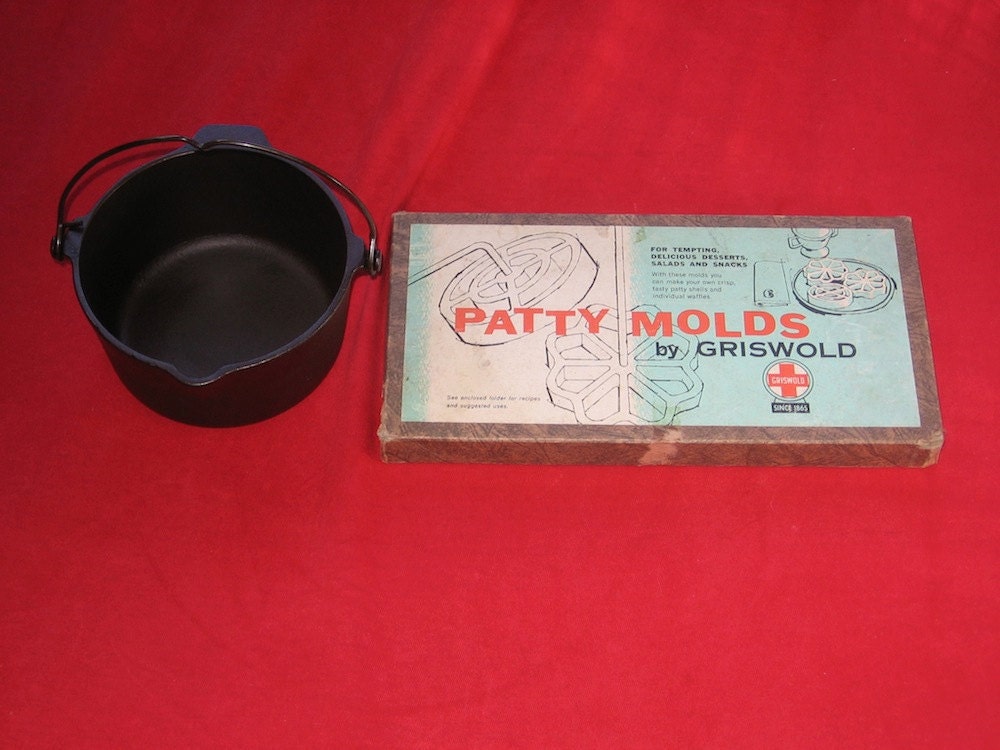 FOR TEMPTING,
DELICIOUS DESSERTS,
SALADS AND SNACKS
With these molds you
can make your own crisp,
tasty patty shells and
individual waffles.
PATTY MOLDS
by GRISWOLD
GRISWOLD
SINCE 1865
See enclosed folder for recipes
and suggested uses.